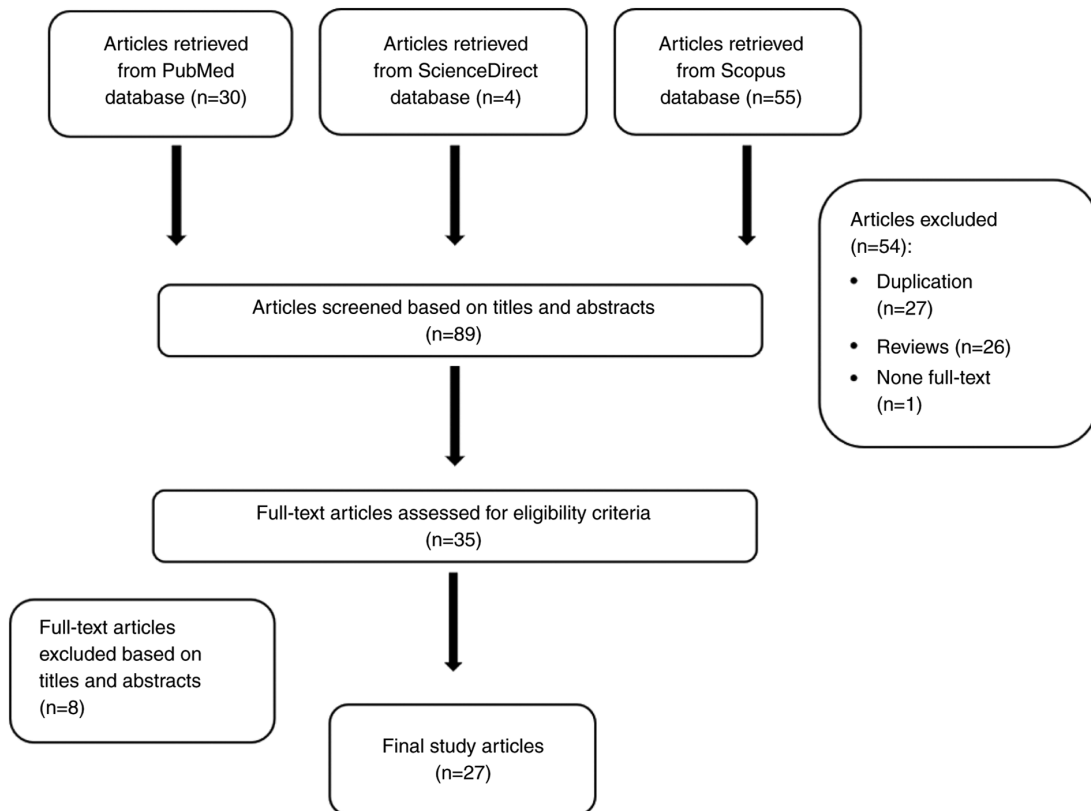 Articles retrieved
from PubMed
database (n=30)
Articles retrieved
from ScienceDirect
database (n=4)
Articles retrieved
from Scopus
database (n=55)
Articles excluded
(n=54):
• Duplication
(n=27)
• Reviews (n=26)
• None full-text
(n=1)
Articles screened based on titles and abstracts
(n=89)
Full-text articles assessed for eligibility criteria
(n=35)
Full-text articles
excluded based on
titles and abstracts
(n=8)
Final study articles
(n=27)